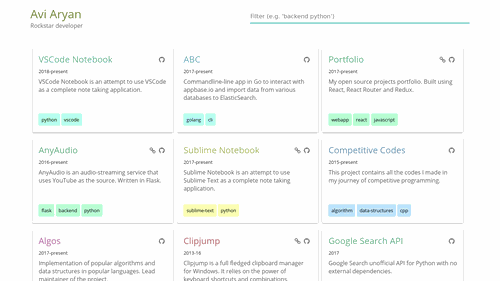 Avi Aryan
Rockstar developer
Filter (e.g. 'backend python')
VSCode Notebook
2018-present
VSCode Notebook is an attempt to use VSCode
as a complete note taking application.
python vscode
ABC
2017-present
Commandline-app in Go to interact with
appbase.io and import data from various
databases to ElasticSearch.
golang cli
Portfolio
2017-present
My open source projects portfolio. Built using
React, React Router and Redux.
webapp react javascript
AnyAudio
2016-present
AnyAudio is an audio-streaming service that
uses YouTube as the source. Written in Flask.
flask backend python
Sublime Notebook
2017-present
Sublime Notebook is an attempt to use
Sublime Text as a complete note taking
application.
sublime-text python
Competitive Codes
2015-present
This project contains all the codes I made in
my journey of competitive programming.
algorithm data-structures cpp
Algos
2017-present
Implementation of popular algorithms and
data structures in popular languages. Lead
maintainer of the project.
Clipjump
2013-16
Clipjump is a full fledged clipboard manager
for Windows. It relies on the power of
keyboard shortcuts and combinations
Google Search API
2017
Google Search unofficial API for Python with no
external dependencies.